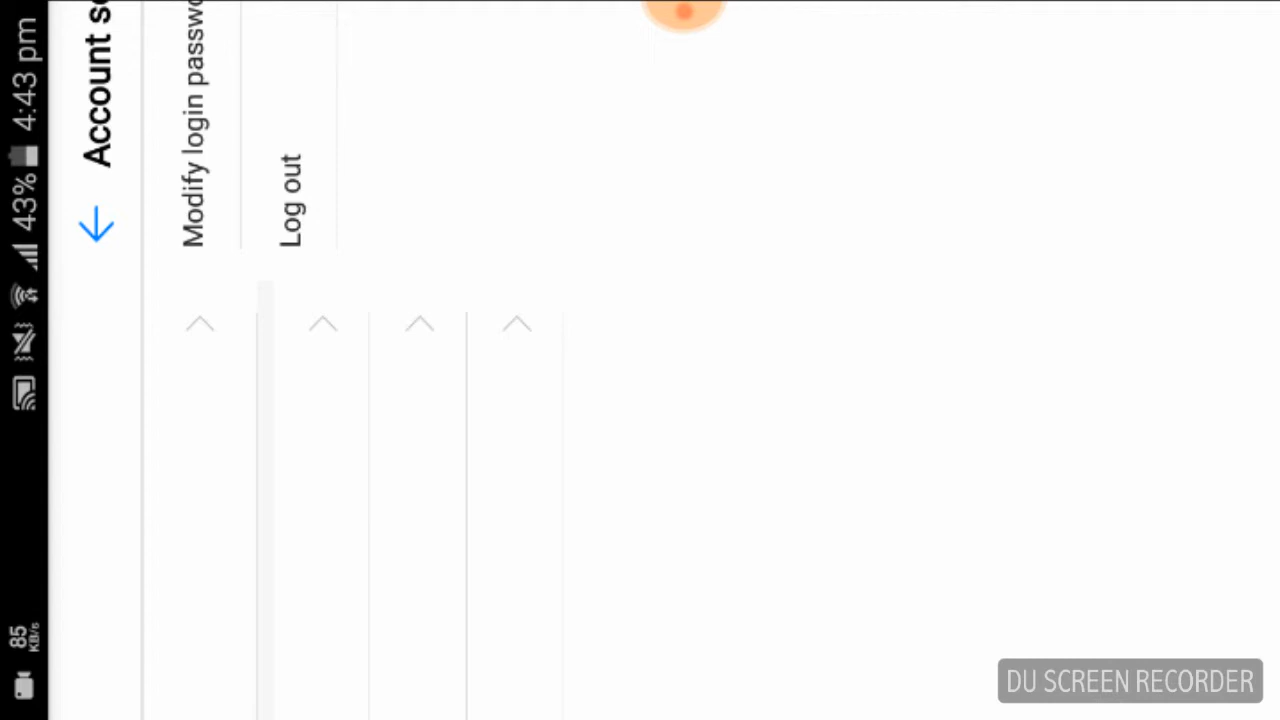 85
KB/s
43% 4:43 pm
Account s
Modify login passw
Log out
DU SCREEN RECORDER